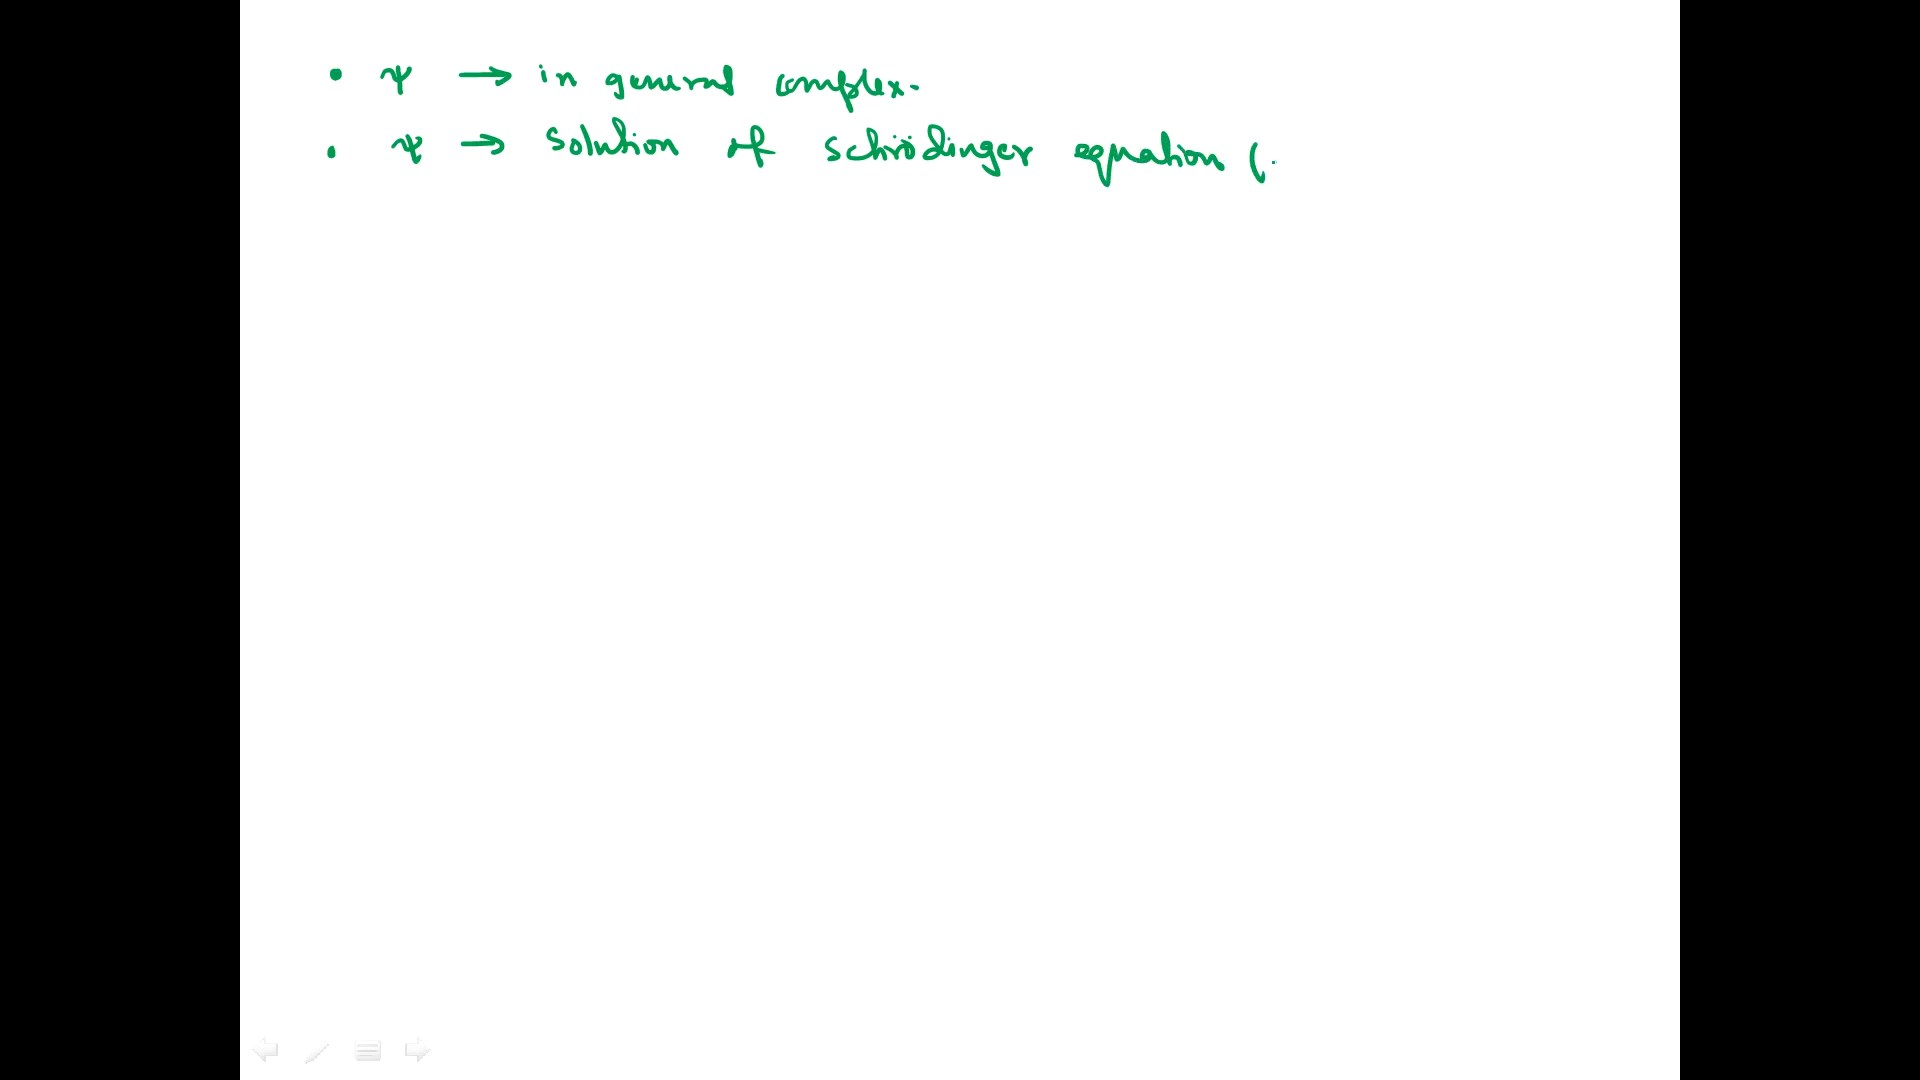 • ψ → in general complex.
• ψ → solution of schrödinger equation (.